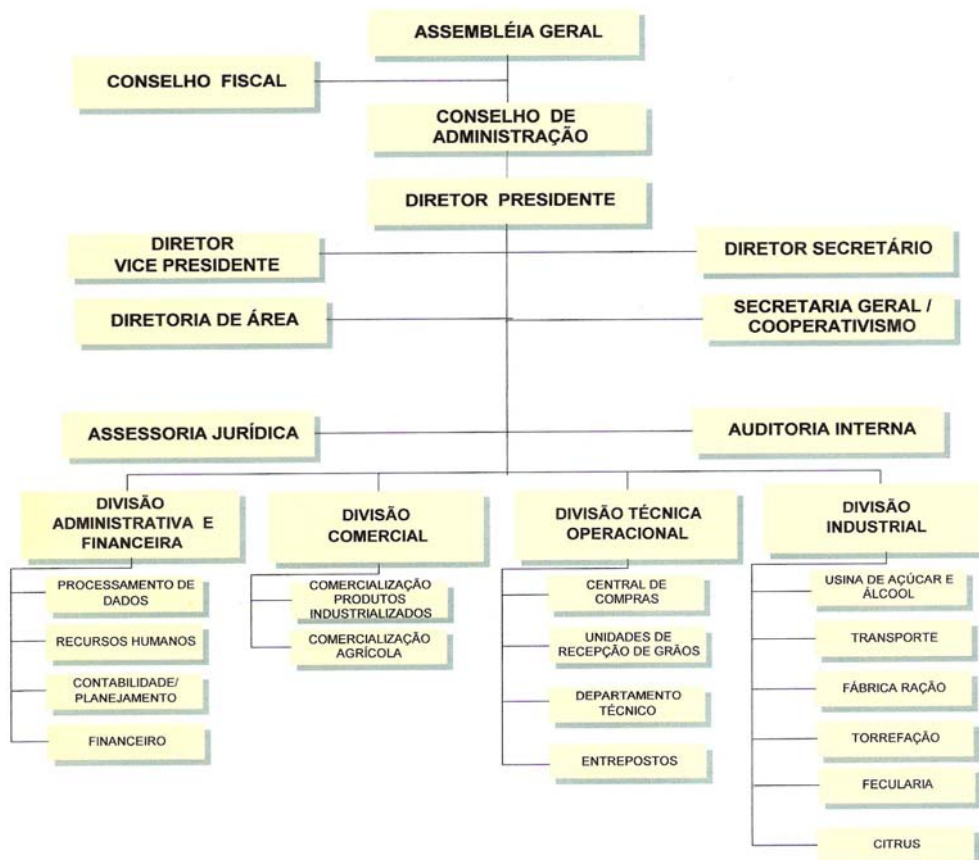 ASSEMBLÉIA GERAL
CONSELHO FISCAL
CONSELHO DE
ADMINISTRAÇÃO
DIRETOR PRESIDENTE
DIRETOR
VICE PRESIDENTE
DIRETOR SECRETÁRIO
DIRETORIA DE ÁREA
SECRETARIA GERAL /
COOPERATIVISMO
ASSESSORIA JURÍDICA
AUDITORIA INTERNA
DIVISÃO
ADMINISTRATIVA E
FINANCEIRA
PROCESSAMENTO DE
DADOS
RECURSOS HUMANOS
CONTABILIDADE/
PLANEJAMENTO
FINANCEIRO
DIVISÃO
COMERCIAL
COMERCIALIZAÇÃO
PRODUTOS
INDUSTRIALIZADOS
COMERCIALIZAÇÃO
AGRÍCOLA
DIVISÃO TÉCNICA
OPERACIONAL
CENTRAL DE
COMPRAS
UNIDADES DE
RECEPÇÃO DE GRÃOS
DEPARTAMENTO
TÉCNICO
ENTREPOSTOS
DIVISÃO
INDUSTRIAL
USINA DE AÇÚCAR E
ÁLCOOL
TRANSPORTE
FÁBRICA RAÇÃO
TORREFAÇÃO
FECULARIA
CITRUS